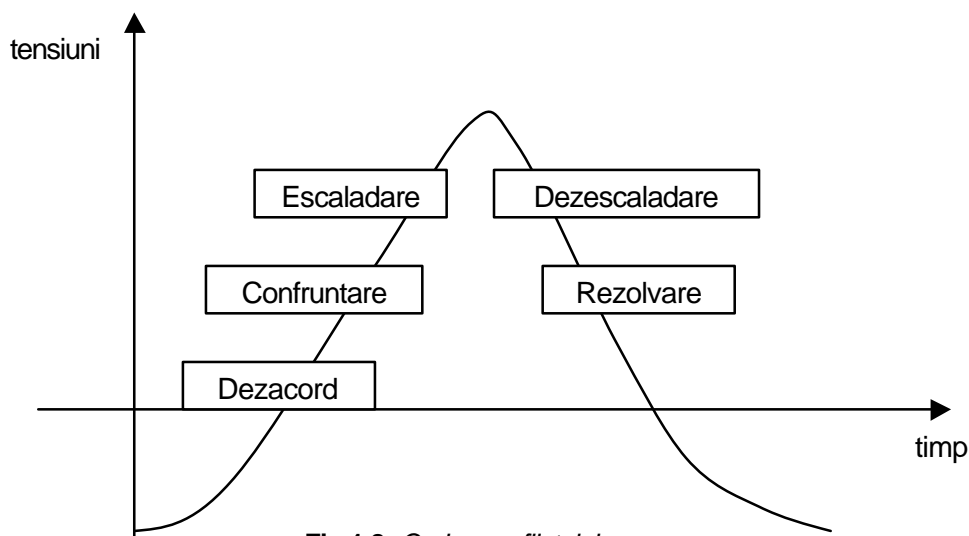 tensiuni
Escaladare
Dezescaladare
Confruntare
Rezolvare
Dezacord
timp